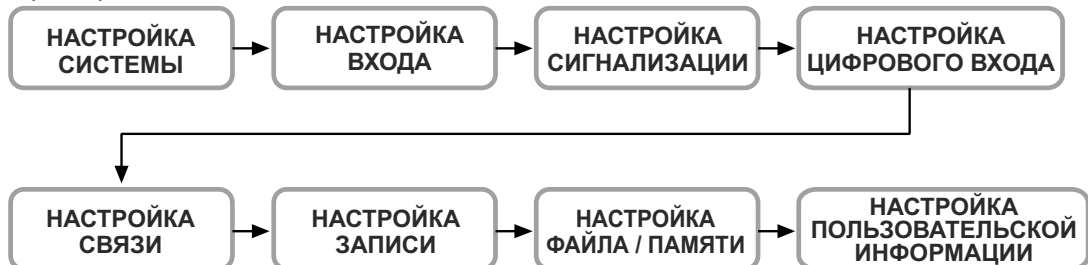 НАСТРОЙКА
СИСТЕМЫ
НАСТРОЙКА
ВХОДА
НАСТРОЙКА
СИГНАЛИЗАЦИИ
НАСТРОЙКА
ЦИФРОВОГО ВХОДА
НАСТРОЙКА
СВЯЗИ
НАСТРОЙКА
ЗАПИСИ
НАСТРОЙКА
ФАЙЛА / ПАМЯТИ
НАСТРОЙКА
ПОЛЬЗОВАТЕЛЬСКОЙ
ИНФОРМАЦИИ